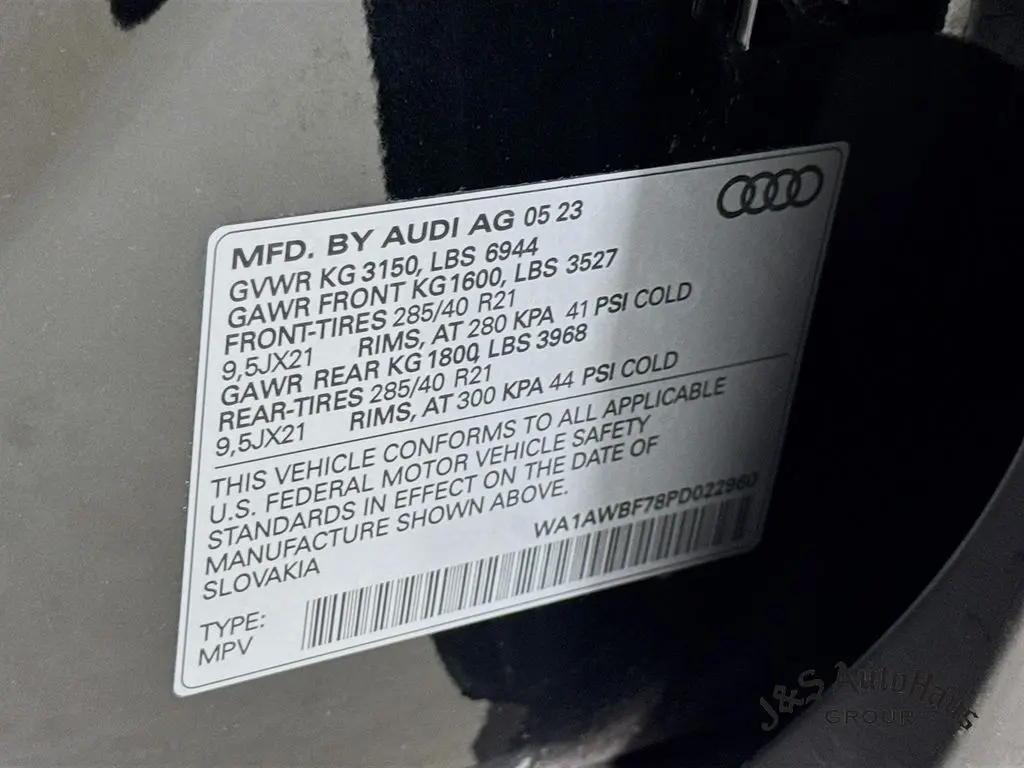 MFD. BY AUDI AG 05 23
GVWR KG 3150, LBS 6944
GAWR FRONT KG1600, LBS 3527
FRONT-TIRES 285/40 R21
9,5JX21 RIMS, AT 280 KPA 41 PSI COLD
GAWR REAR KG 1800, LBS 3968
REAR-TIRES 285/40 R21
9,5JX21 RIMS, AT 300 KPA 44 PSI COLD
THIS VEHICLE CONFORMS TO ALL APPLICABLE
U.S. FEDERAL MOTOR VEHICLE SAFETY
STANDARDS IN EFFECT ON THE DATE OF
MANUFACTURE SHOWN ABOVE.
SLOVAKIA
WA1AWBF78PD022960
TYPE:
MPV
J&S AutoHaus
GROUP